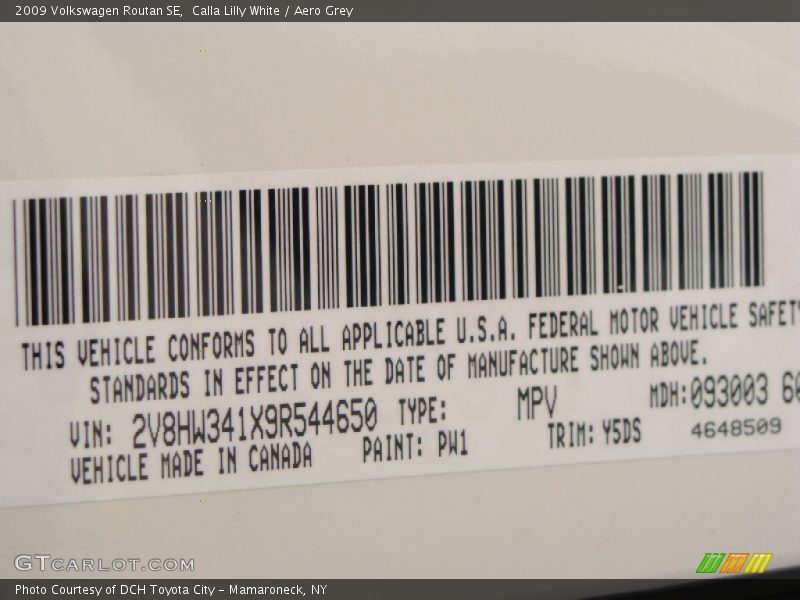 2009 Volkswagen Routan SE,  Calla Lilly White / Aero Grey
THIS VEHICLE CONFORMS TO ALL APPLICABLE U.S.A. FEDERAL MOTOR VEHICLE SAFETY
STANDARDS IN EFFECT ON THE DATE OF MANUFACTURE SHOWN ABOVE.
VIN: 2V8HW341X9R544650 TYPE: MPV MDH:093003 60
VEHICLE MADE IN CANADA PAINT: PW1 TRIM: Y5DS 4648509
GTCARLOT.COM
Photo Courtesy of DCH Toyota City - Mamaroneck, NY